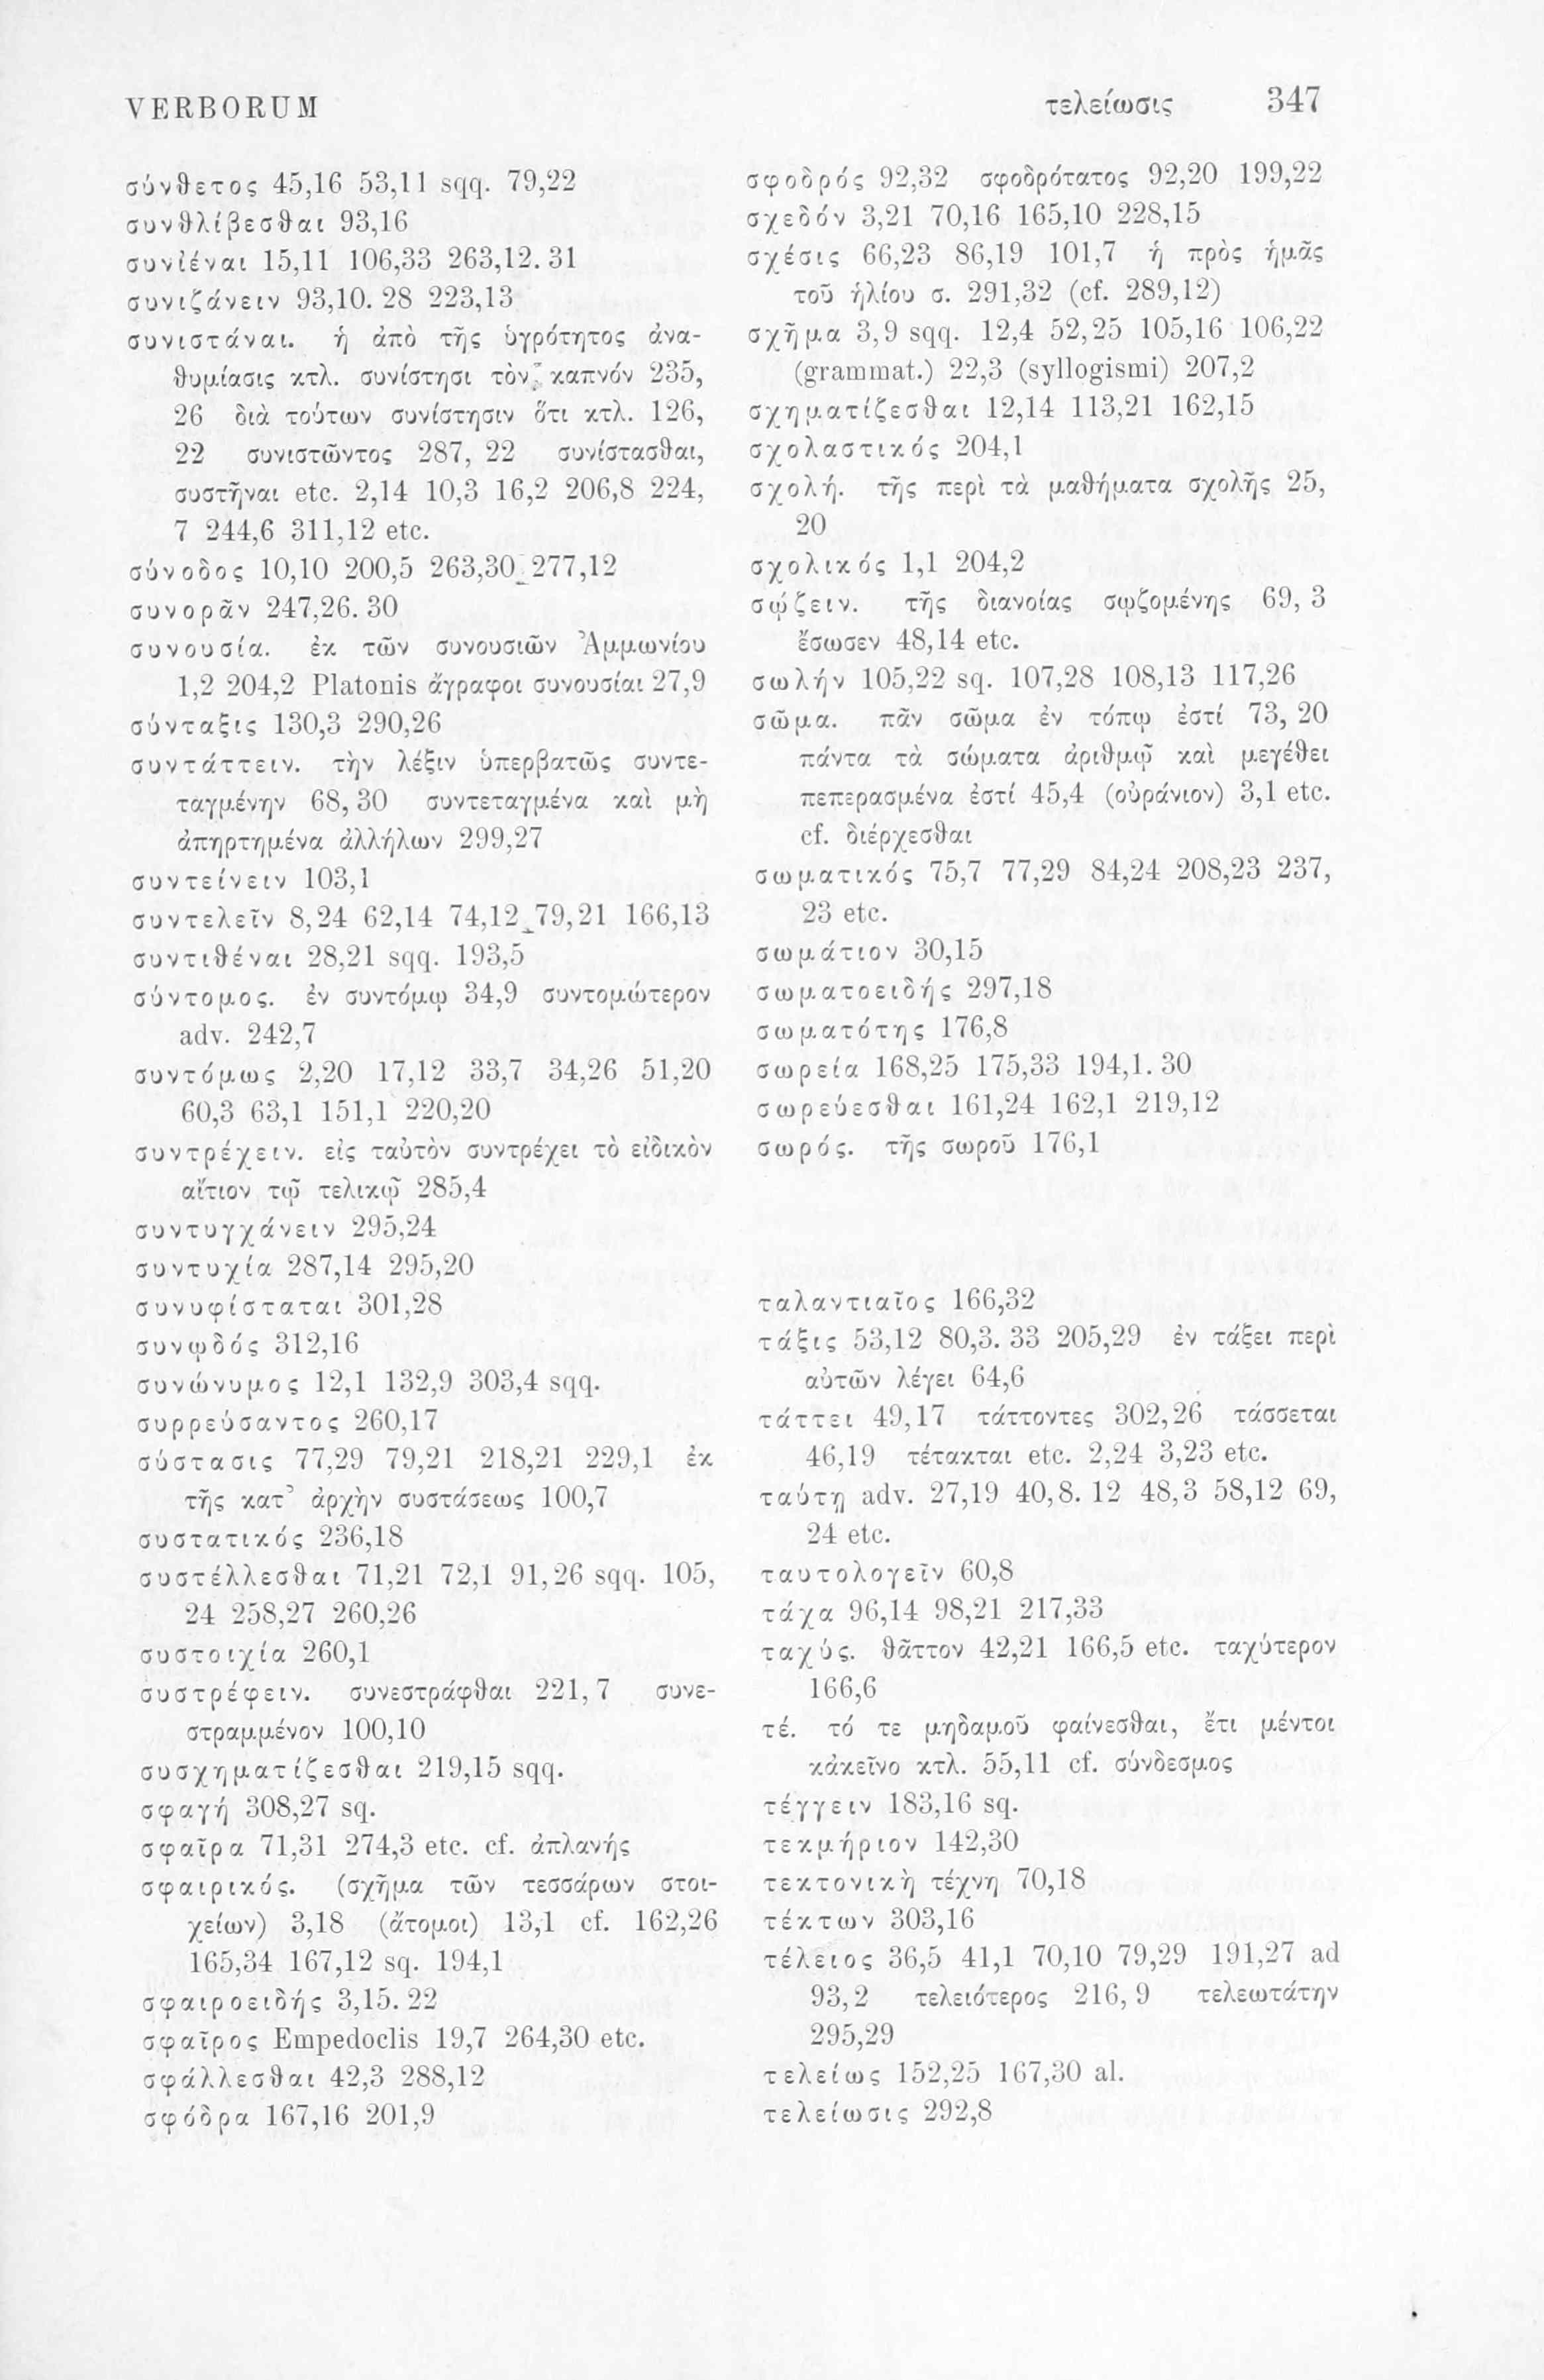 VERBORUM
τελείωσις 347
σύνθετος 45,16 53,11 sqq. 79,22
συνθλίβεσθαι 93,16
συνιέναι 15,11 106,33 263,12. 31
συνιζάνειν 93,10. 28 223,13
συνιστάναι. ἡ ἀπὸ τῆς ὑγρότητος ἀνα-
θυμίασις κτλ. συνίστησι τὸν καπνόν 235,
26 διὰ τούτων συνίστησιν ὅτι κτλ. 126,
22 συνιστῶντος 287, 22 συνίστασθαι,
συστῆναι etc. 2,14 10,3 16,2 206,8 224,
7 244,6 311,12 etc.
σύνοδος 10,10 200,5 263,30 277,12
συνορᾶν 247,26. 30
συνουσία. ἐκ τῶν συνουσιῶν Ἀμμωνίου
1,2 204,2 Platonis ἄγραφοι συνουσίαι 27,9
σύνταξις 130,3 290,26
συντάττειν. τὴν λέξιν ὑπερβατῶς συντε-
ταγμένην 68,30 συντεταγμένα καὶ μὴ
ἀπηρτημένα ἀλλήλων 299,27
συντείνειν 103,1
συντελεῖν 8,24 62,14 74,12 79,21 166,13
συντιθέναι 28,21 sqq. 193,5
σύντομος. ἐν συντόμῳ 34,9 συντομώτερον
adv. 242,7
συντόμως 2,20 17,12 33,7 34,26 51,20
60,3 63,1 151,1 220,20
συντρέχειν. εἰς ταὐτὸν συντρέχει τὸ εἰδικὸν
αἴτιον τῷ τελικῷ 285,4
συντυγχάνειν 295,24
συντυχία 287,14 295,20
συνυφίσταται 301,28
συνῳδός 312,16
συνώνυμος 12,1 132,9 303,4 sqq.
συρρεύσαντος 260,17
σύστασις 77,29 79,21 218,21 229,1 ἐκ
τῆς κατ’ ἀρχὴν συστάσεως 100,7
συστατικός 236,18
συστέλλεσθαι 71,21 72,1 91,26 sqq. 105,
24 258,27 260,26
συστοιχία 260,1
συστρέφειν. συνεστράφθαι 221,7 συνε-
στραμμένον 100,10
συσχηματίζεσθαι 219,15 sqq.
σφαγή 308,27 sq.
σφαῖρα 71,31 274,3 etc. cf. ἀπλανής
σφαιρικός. (σχῆμα τῶν τεσσάρων στοι-
χείων) 3,18 (ἄτομοι) 13,1 cf. 162,26
165,34 167,12 sq. 194,1
σφαιροειδής 3,15. 22
σφαῖρος Empedoclis 19,7 264,30 etc.
σφάλλεσθαι 42,3 288,12
σφόδρα 167,16 201,9
σφοδρός 92,32 σφοδρότατος 92,20 199,22
σχεδόν 3,21 70,16 165,10 228,15
σχέσις 66,23 86,19 101,7 ἡ πρὸς ἡμᾶς
τοῦ ἡλίου σ. 291,32 (cf. 289,12)
σχῆμα 3,9 sqq. 12,4 52,25 105,16 106,22
(grammat.) 22,3 (syllogismi) 207,2
σχηματίζεσθαι 12,14 113,21 162,15
σχολαστικός 204,1
σχολή. τῆς περὶ τὰ μαθήματα σχολῆς 25,
20
σχολικός 1,1 204,2
σῴζειν. τῆς διανοίας σῳζομένης 69, 3
ἔσωσεν 48,14 etc.
σωλήν 105,22 sq. 107,28 108,13 117,26
σῶμα. πᾶν σῶμα ἐν τόπῳ ἐστί 73, 20
πάντα τὰ σώματα ἀριθμῷ καὶ μεγέθει
πεπερασμένα ἐστί 45,4 (οὐράνιον) 3,1 etc.
cf. διέρχεσθαι
σωματικός 75,7 77,29 84,24 208,23 237,
23 etc.
σωμάτιον 30,15
σωματοειδής 297,18
σωματότης 176,8
σωρεία 168,25 175,33 194,1. 30
σωρεύεσθαι 161,24 162,1 219,12
σωρός. τῆς σωροῦ 176,1
ταλαντιαῖος 166,32
τάξις 53,12 80,3. 33 205,29 ἐν τάξει περὶ
αὐτῶν λέγει 64,6
τάττει 49,17 τάττοντες 302,26 τάσσεται
46,19 τέτακται etc. 2,24 3,23 etc.
ταύτῃ adv. 27,19 40,8. 12 48,3 58,12 69,
24 etc.
ταυτολογεῖν 60,8
τάχα 96,14 98,21 217,33
ταχύς. θᾶττον 42,21 166,5 etc. ταχύτερον
166,6
τέ. τό τε μηδαμοῦ φαίνεσθαι, ἔτι μέντοι
κἀκεῖνο κτλ. 55,11 cf. σύνδεσμος
τέγγειν 183,16 sq.
τεκμήριον 142,30
τεκτονικὴ τέχνη 70,18
τέκτων 303,16
τέλειος 36,5 41,1 70,10 79,29 191,27 ad
93,2 τελειότερος 216, 9 τελεωτάτην
295,29
τελείως 152,25 167,30 al.
τελείωσις 292,8